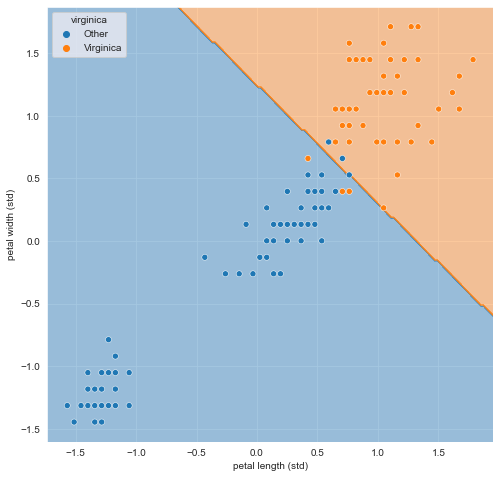 virginica
Other
Virginica
1.5
1.0
0.5
0.0
−0.5
−1.0
−1.5
petal width (std)
−1.5 −1.0 −0.5 0.0 0.5 1.0 1.5
petal length (std)